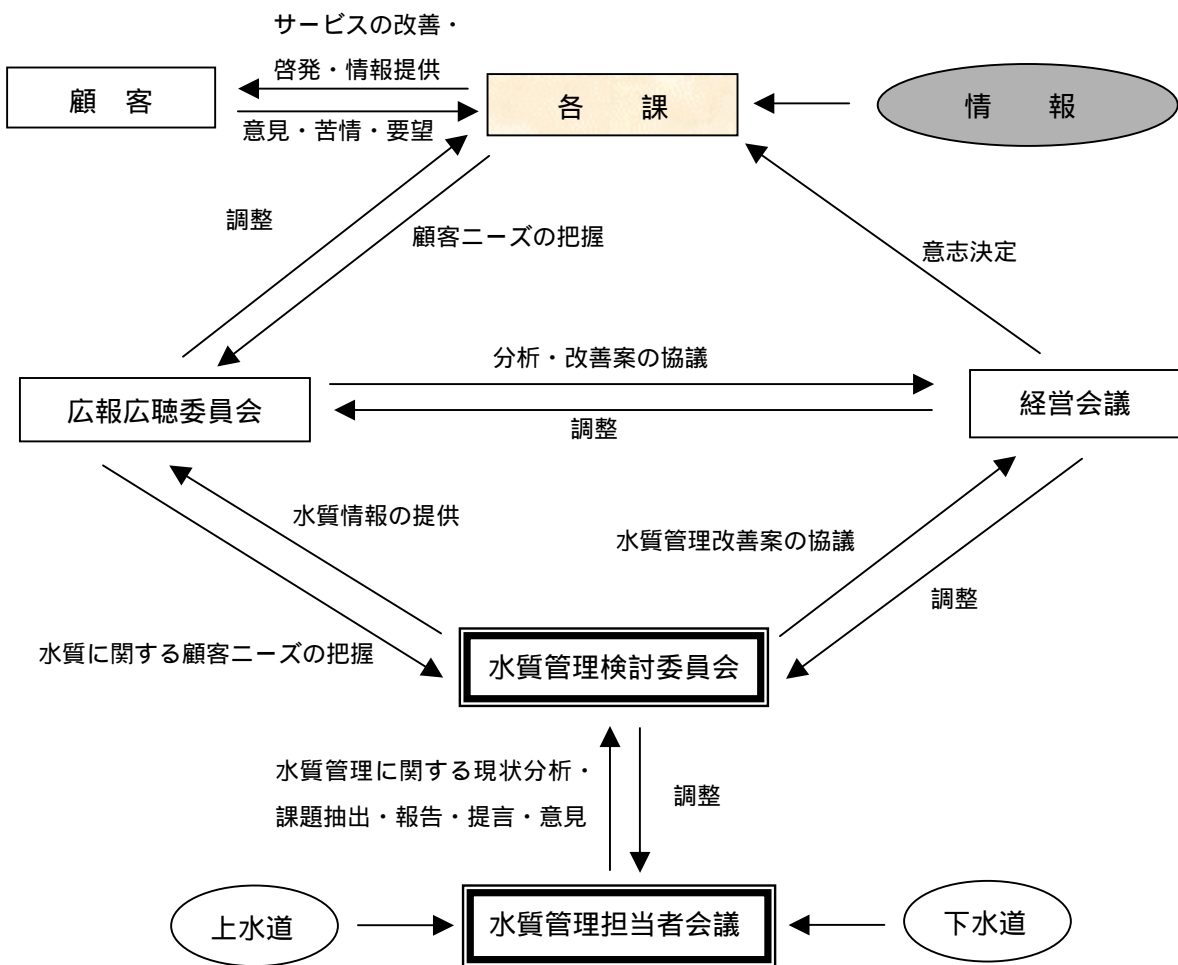 サービスの改善・
啓発・情報提供
顧 客
各 課
情 報
意見・苦情・要望
調整
顧客ニーズの把握
意志決定
分析・改善案の協議
広報広聴委員会
経営会議
調整
水質情報の提供
水質管理改善案の協議
調整
水質に関する顧客ニーズの把握
水質管理検討委員会
水質管理に関する現状分析・
課題抽出・報告・提言・意見
調整
上水道
水質管理担当者会議
下水道